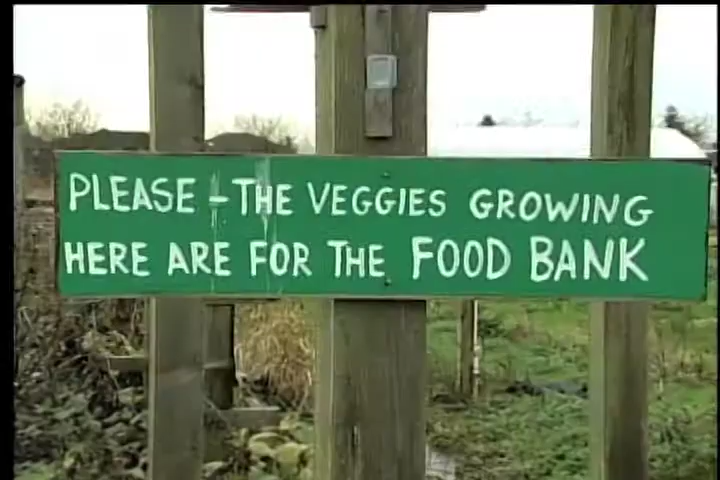 PLEASE - THE VEGGIES GROWING
HERE ARE FOR THE FOOD BANK